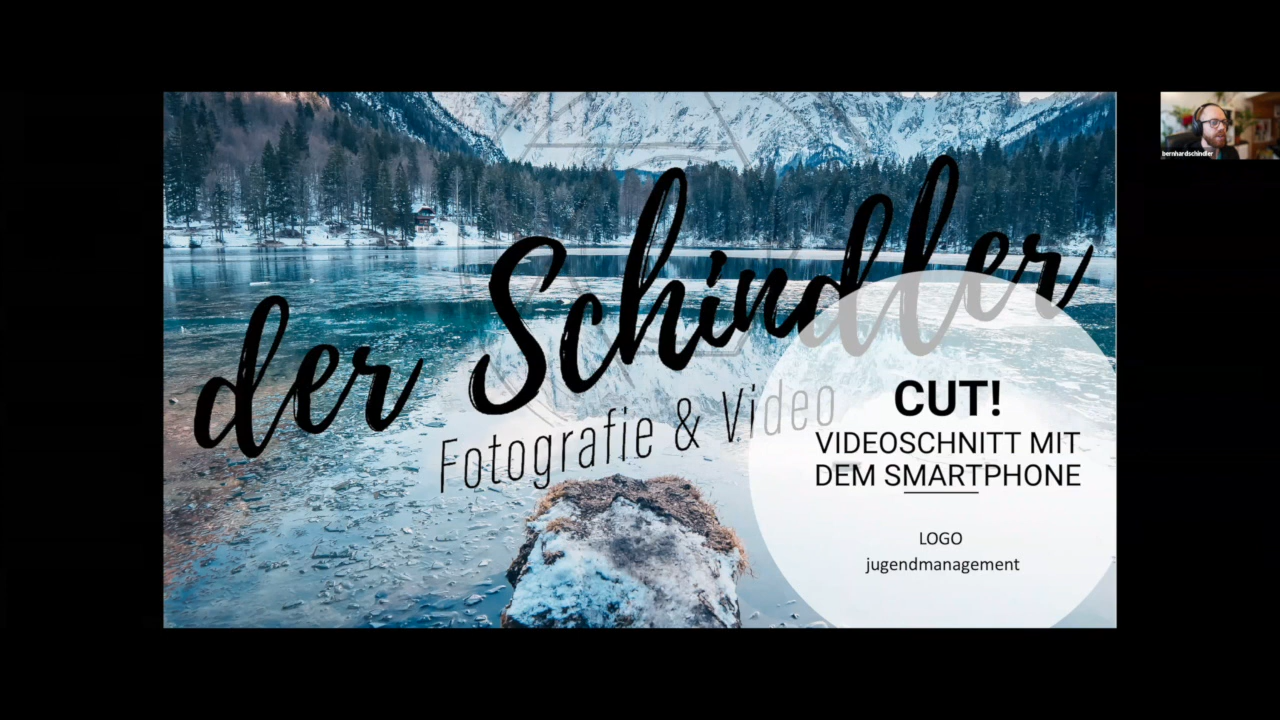 der Schindler
Fotografie & Video
CUT!
VIDEOSCHNITT MIT
DEM SMARTPHONE
LOGO
jugendmanagement
bernhardschindler